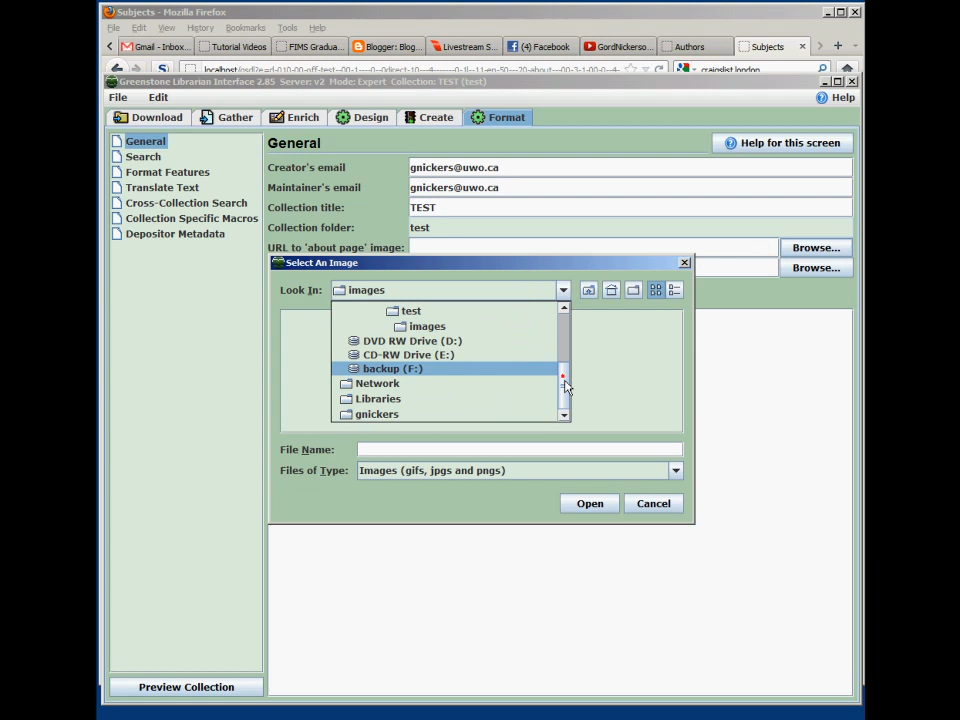 Subjects - Mozilla Firefox
File Edit View History Bookmarks Tools Help
Gmail - Inbox... Tutorial Videos FIMS Gradua... Blogger: Blog... Livestream S... (4) Facebook GordNickerso... Authors Subjects
craigslist london
Greenstone Librarian Interface 2.85 Server: v2 Mode: Expert Collection: TEST (test)
File Edit Help
Download Gather Enrich Design Create Format
General
Search
Format Features
Translate Text
Cross-Collection Search
Collection Specific Macros
Depositor Metadata
General
Help for this screen
Creator's email gnickers@uwo.ca
Maintainer's email gnickers@uwo.ca
Collection title: TEST
Collection folder: test
URL to 'about page' image: Browse...
Browse...
Select An Image
Look In: images
test
images
DVD RW Drive (D:)
CD-RW Drive (E:)
backup (F:)
Network
Libraries
gnickers
File Name:
Files of Type: Images (gifs, jpgs and pngs)
Open Cancel
Preview Collection